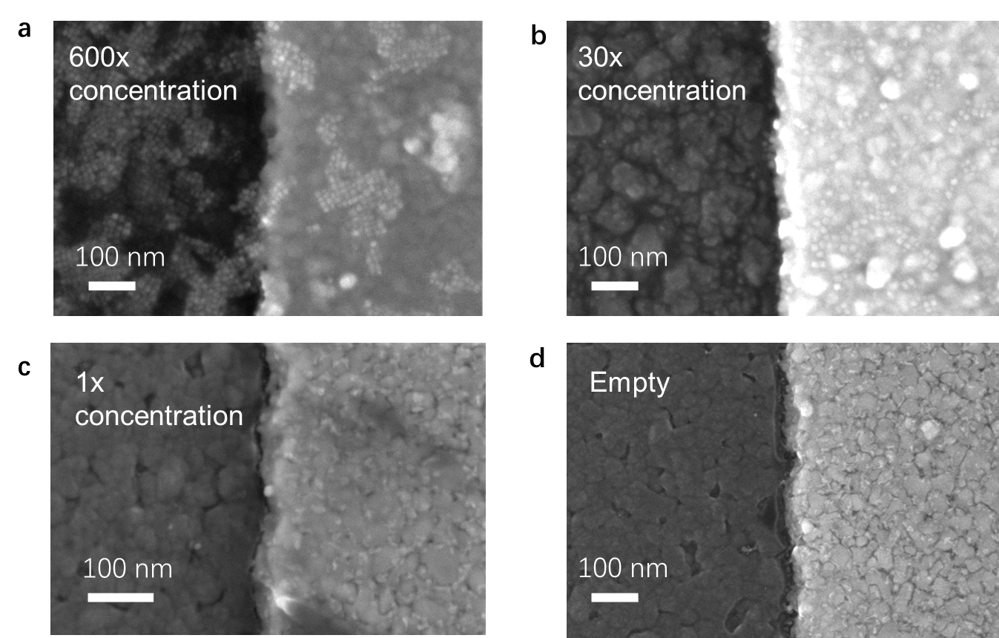 a
600x
concentration
100 nm
b
30x
concentration
100 nm
c
1x
concentration
100 nm
d
Empty
100 nm